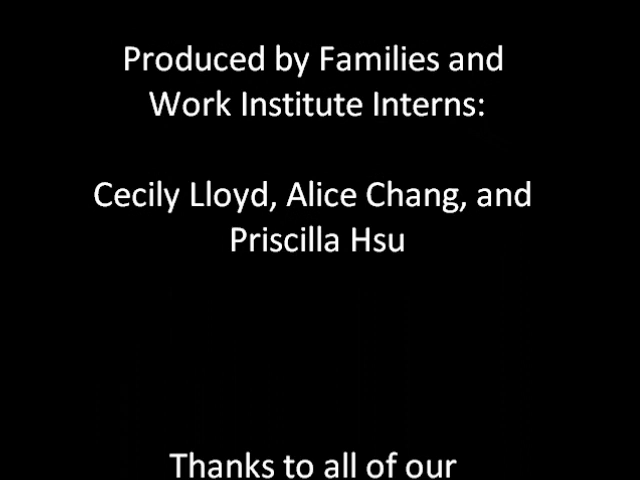 Produced by Families and
Work Institute Interns:
Cecily Lloyd, Alice Chang, and
Priscilla Hsu
Thanks to all of our